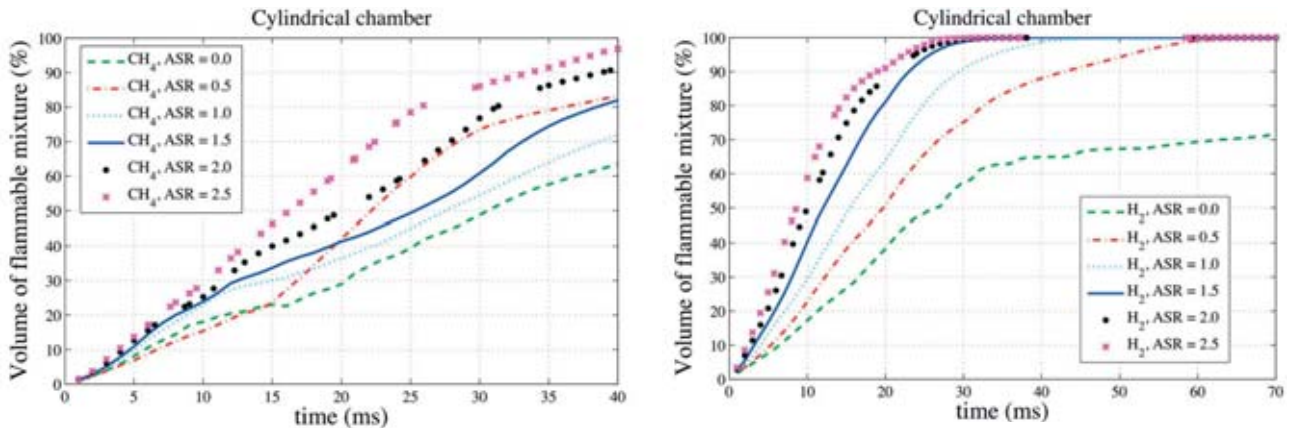 Cylindrical chamber
Volume of flammable mixture (%)
100
90
80
70
60
50
40
30
20
10
0
CH4, ASR = 0.0
CH4, ASR = 0.5
CH4, ASR = 1.0
CH4, ASR = 1.5
CH4, ASR = 2.0
CH4, ASR = 2.5
0 5 10 15 20 25 30 35 40
time (ms)
Cylindrical chamber
Volume of flammable mixture (%)
100
90
80
70
60
50
40
30
20
10
0
H2, ASR = 0.0
H2, ASR = 0.5
H2, ASR = 1.0
H2, ASR = 1.5
H2, ASR = 2.0
H2, ASR = 2.5
0 10 20 30 40 50 60 70
time (ms)